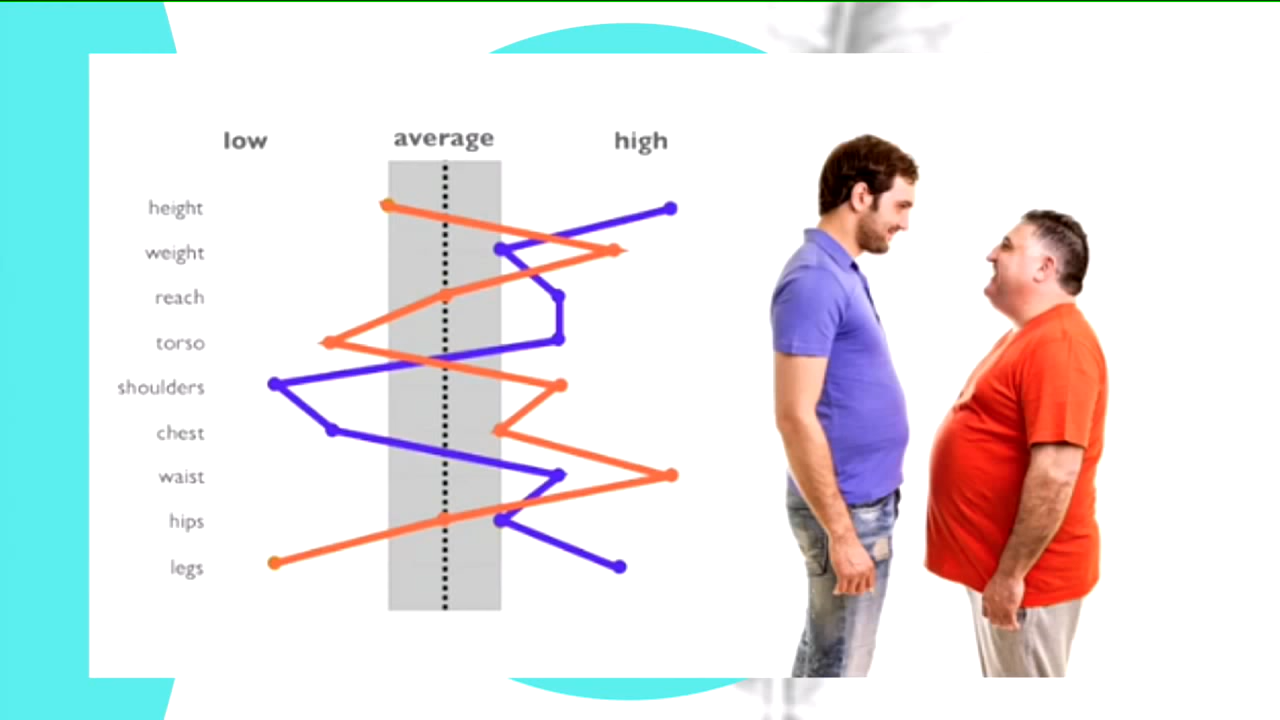 low average high
height
weight
reach
torso
shoulders
chest
waist
hips
legs